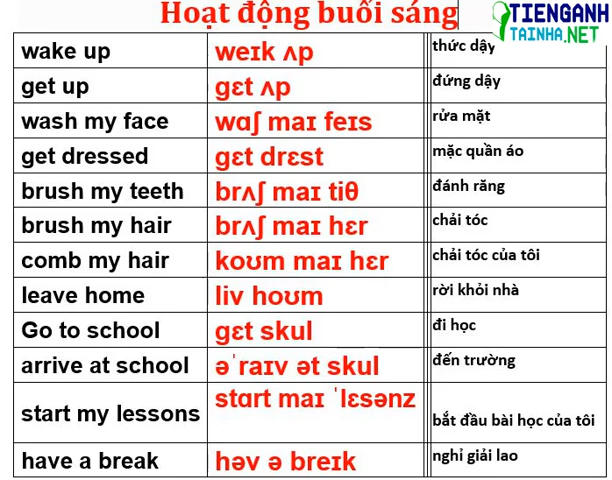 Hoạt động buổi sáng
TIENGANH
TAINHA.NET
wake up weɪk ʌp thức dậy
get up gɛt ʌp đứng dậy
wash my face wɑʃ maɪ feɪs rửa mặt
get dressed gɛt drɛst mặc quần áo
brush my teeth brʌʃ maɪ tiθ đánh răng
brush my hair brʌʃ maɪ hɛr chải tóc
comb my hair koʊm maɪ hɛr chải tóc của tôi
leave home liv hoʊm rời khỏi nhà
Go to school gɛt skul đi học
arrive at school əˈraɪv ət skul đến trường
start my lessons stɑrt maɪ ˈlɛsənz bắt đầu bài học của tôi
have a break həv ə breɪk nghỉ giải lao